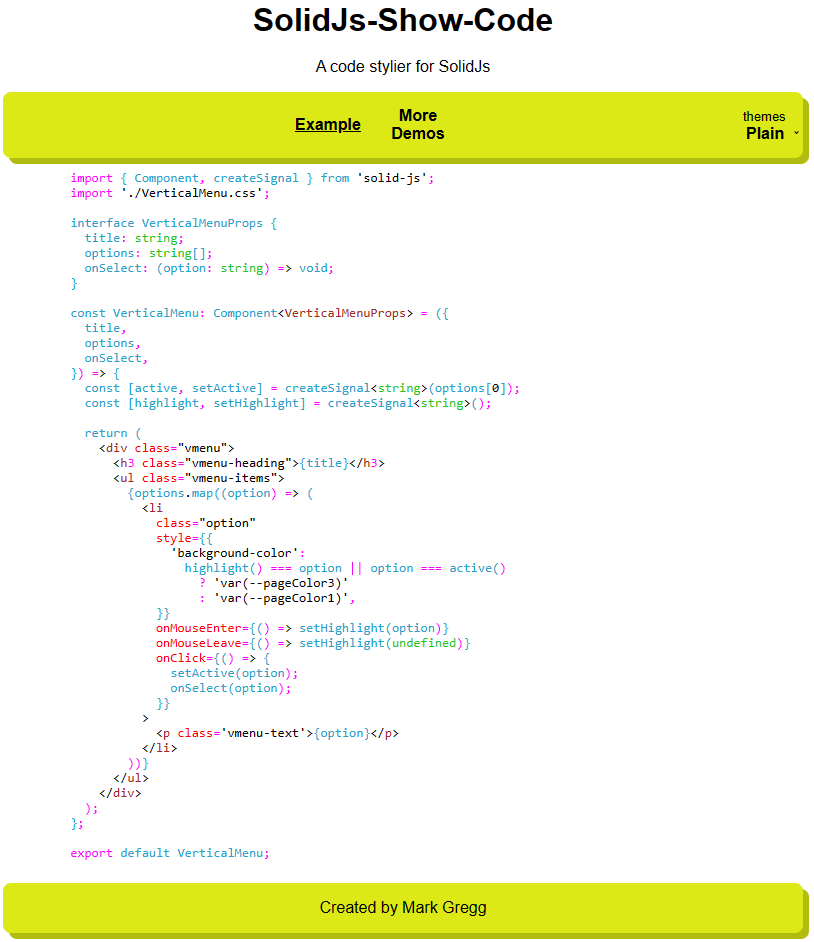 SolidJs-Show-Code
A code stylier for SolidJs
Example
More
Demos
themes
Plain
import { Component, createSignal } from 'solid-js';
import './VerticalMenu.css';
interface VerticalMenuProps {
  title: string;
  options: string[];
  onSelect: (option: string) => void;
}
const VerticalMenu: Component<VerticalMenuProps> = ({
  title,
  options,
  onSelect,
}) => {
  const [active, setActive] = createSignal<string>(options[0]);
  const [highlight, setHighlight] = createSignal<string>();
  return (
    <div class="vmenu">
      <h3 class="vmenu-heading">{title}</h3>
      <ul class="vmenu-items">
        {options.map((option) => (
          <li
            class="option"
            style={{
              'background-color':
                highlight() === option || option === active()
                  ? 'var(--pageColor3)'
                  : 'var(--pageColor1)',
            }}
            onMouseEnter={() => setHighlight(option)}
            onMouseLeave={() => setHighlight(undefined)}
            onClick={() => {
              setActive(option);
              onSelect(option);
            }}
          >
            <p class='vmenu-text'>{option}</p>
          </li>
        ))}
      </ul>
    </div>
  );
};
export default VerticalMenu;
Created by Mark Gregg